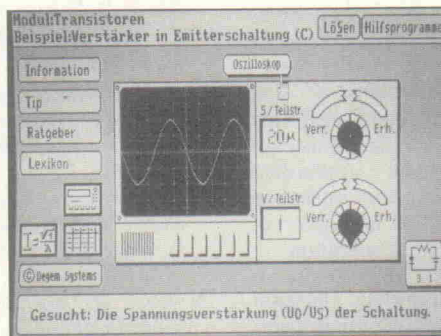 Modul:Transistoren
Beispiel:Verstärker in Emitterschaltung (C)
Lösen
Hilfsprogramme
Information
Oszilloskop
Tip
S/Teilstr.
Ratgeber
20µ
Verr. Erh.
Lexikon
V/Teilstr.
1
Verr. Erh.
©Degem Systems
Gesucht: Die Spannungsverstärkung (UQ/US) der Schaltung.